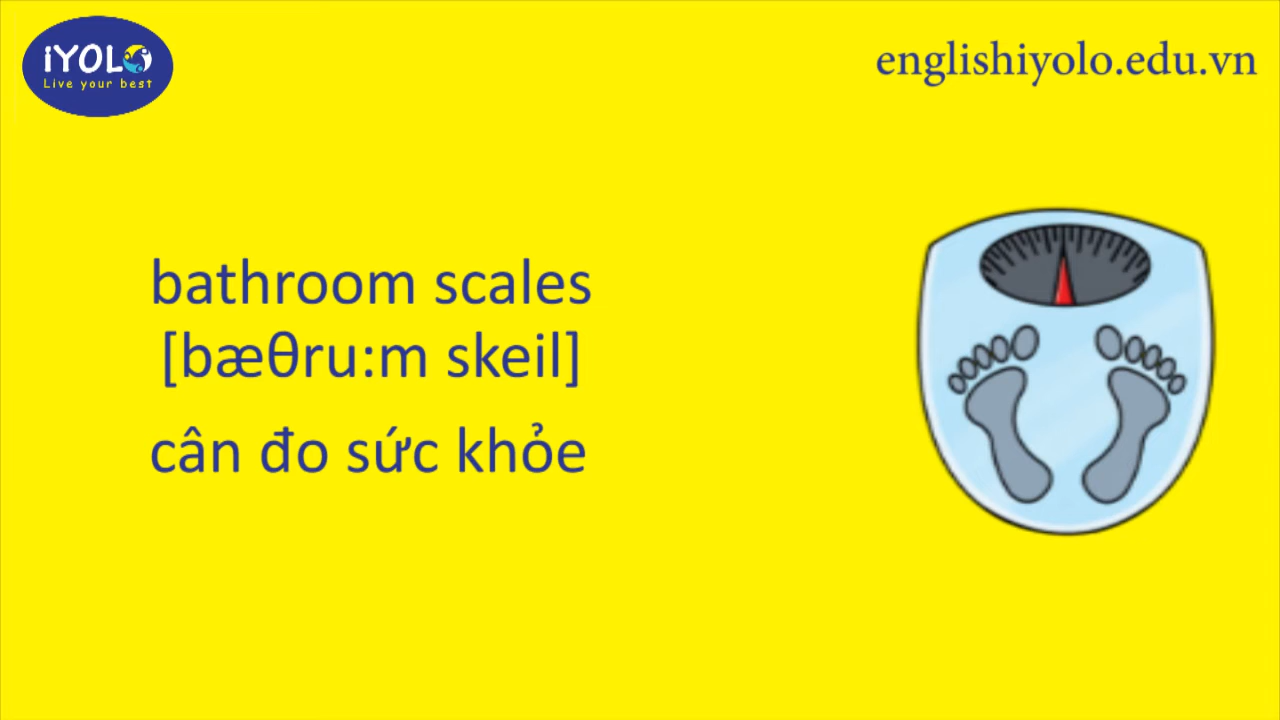 iYOLO
Live your best
englishiyolo.edu.vn
bathroom scales
[bæθru:m skeil]
cân đo sức khỏe